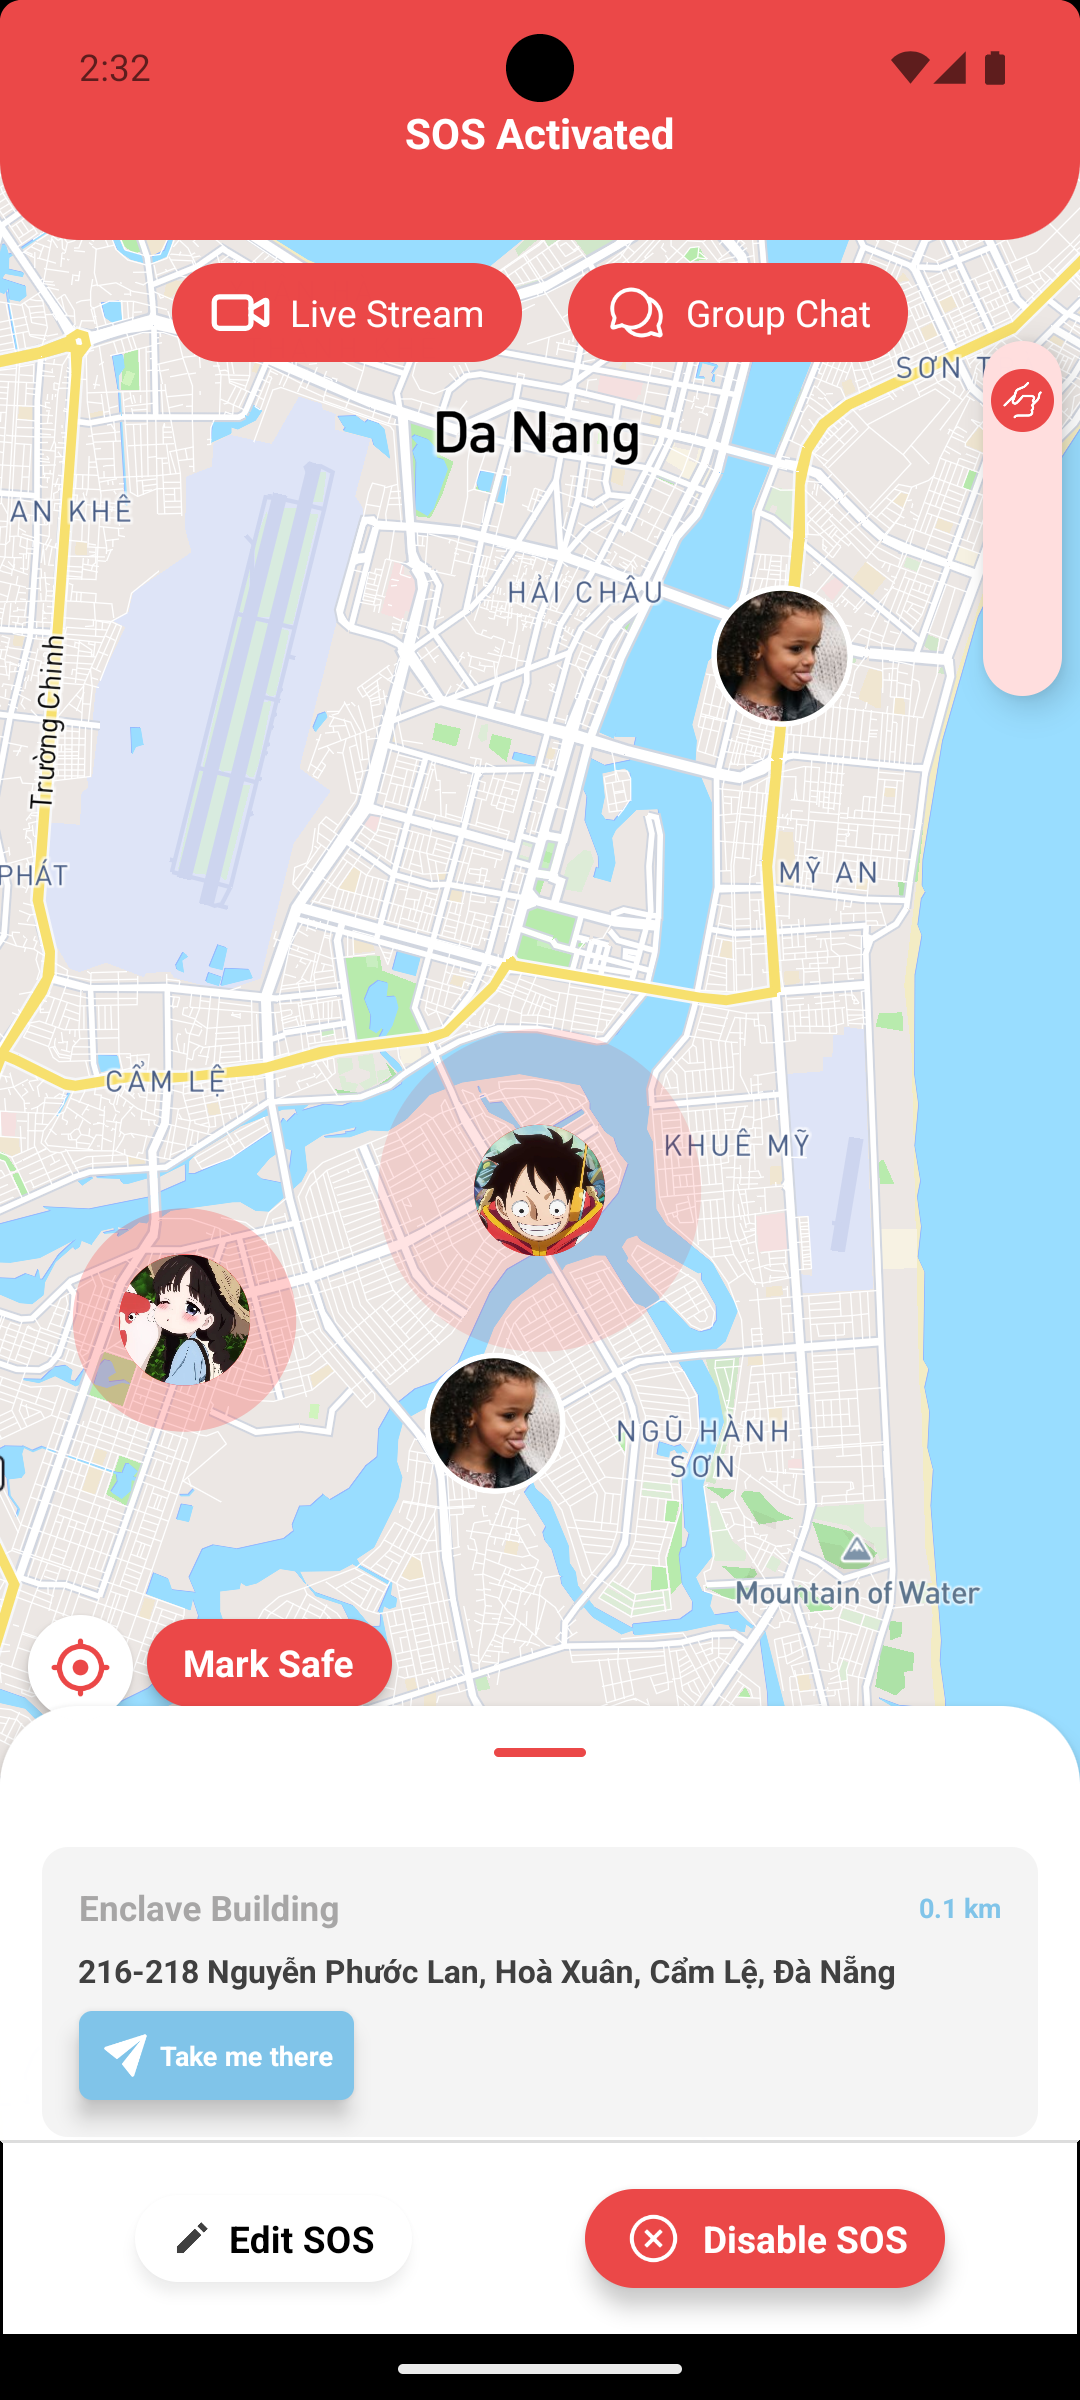 2:32
SOS Activated
Live Stream
Group Chat
SƠN T
Da Nang
AN KHÊ
HẢI CHÂU
Trường Chinh
PHÁT
MỸ AN
CẨM LỆ
KHUÊ MỸ
NGŨ HÀNH
SƠN
Mountain of Water
Mark Safe
Enclave Building
0.1 km
216-218 Nguyễn Phước Lan, Hoà Xuân, Cẩm Lệ, Đà Nẵng
Take me there
Edit SOS
Disable SOS